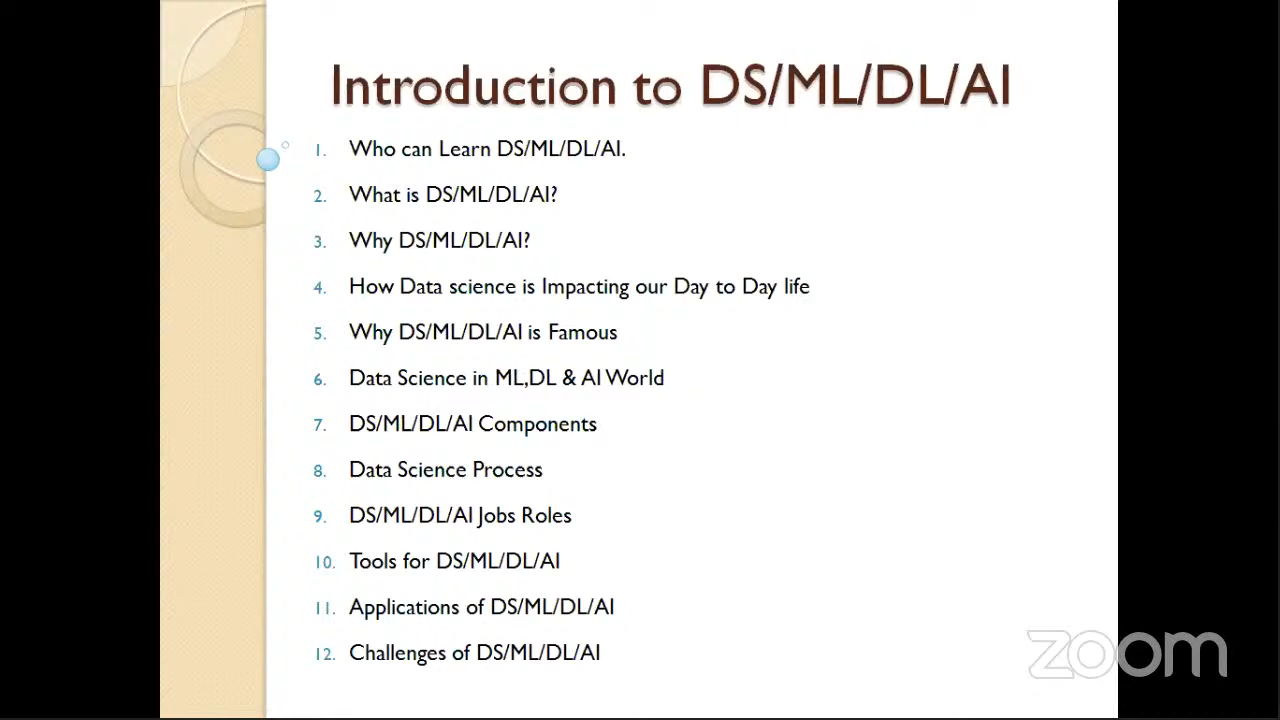 Introduction to DS/ML/DL/AI
1. Who can Learn DS/ML/DL/AI.
2. What is DS/ML/DL/AI?
3. Why DS/ML/DL/AI?
4. How Data science is Impacting our Day to Day life
5. Why DS/ML/DL/AI is Famous
6. Data Science in ML,DL & AI World
7. DS/ML/DL/AI Components
8. Data Science Process
9. DS/ML/DL/AI Jobs Roles
10. Tools for DS/ML/DL/AI
11. Applications of DS/ML/DL/AI
12. Challenges of DS/ML/DL/AI
zoom